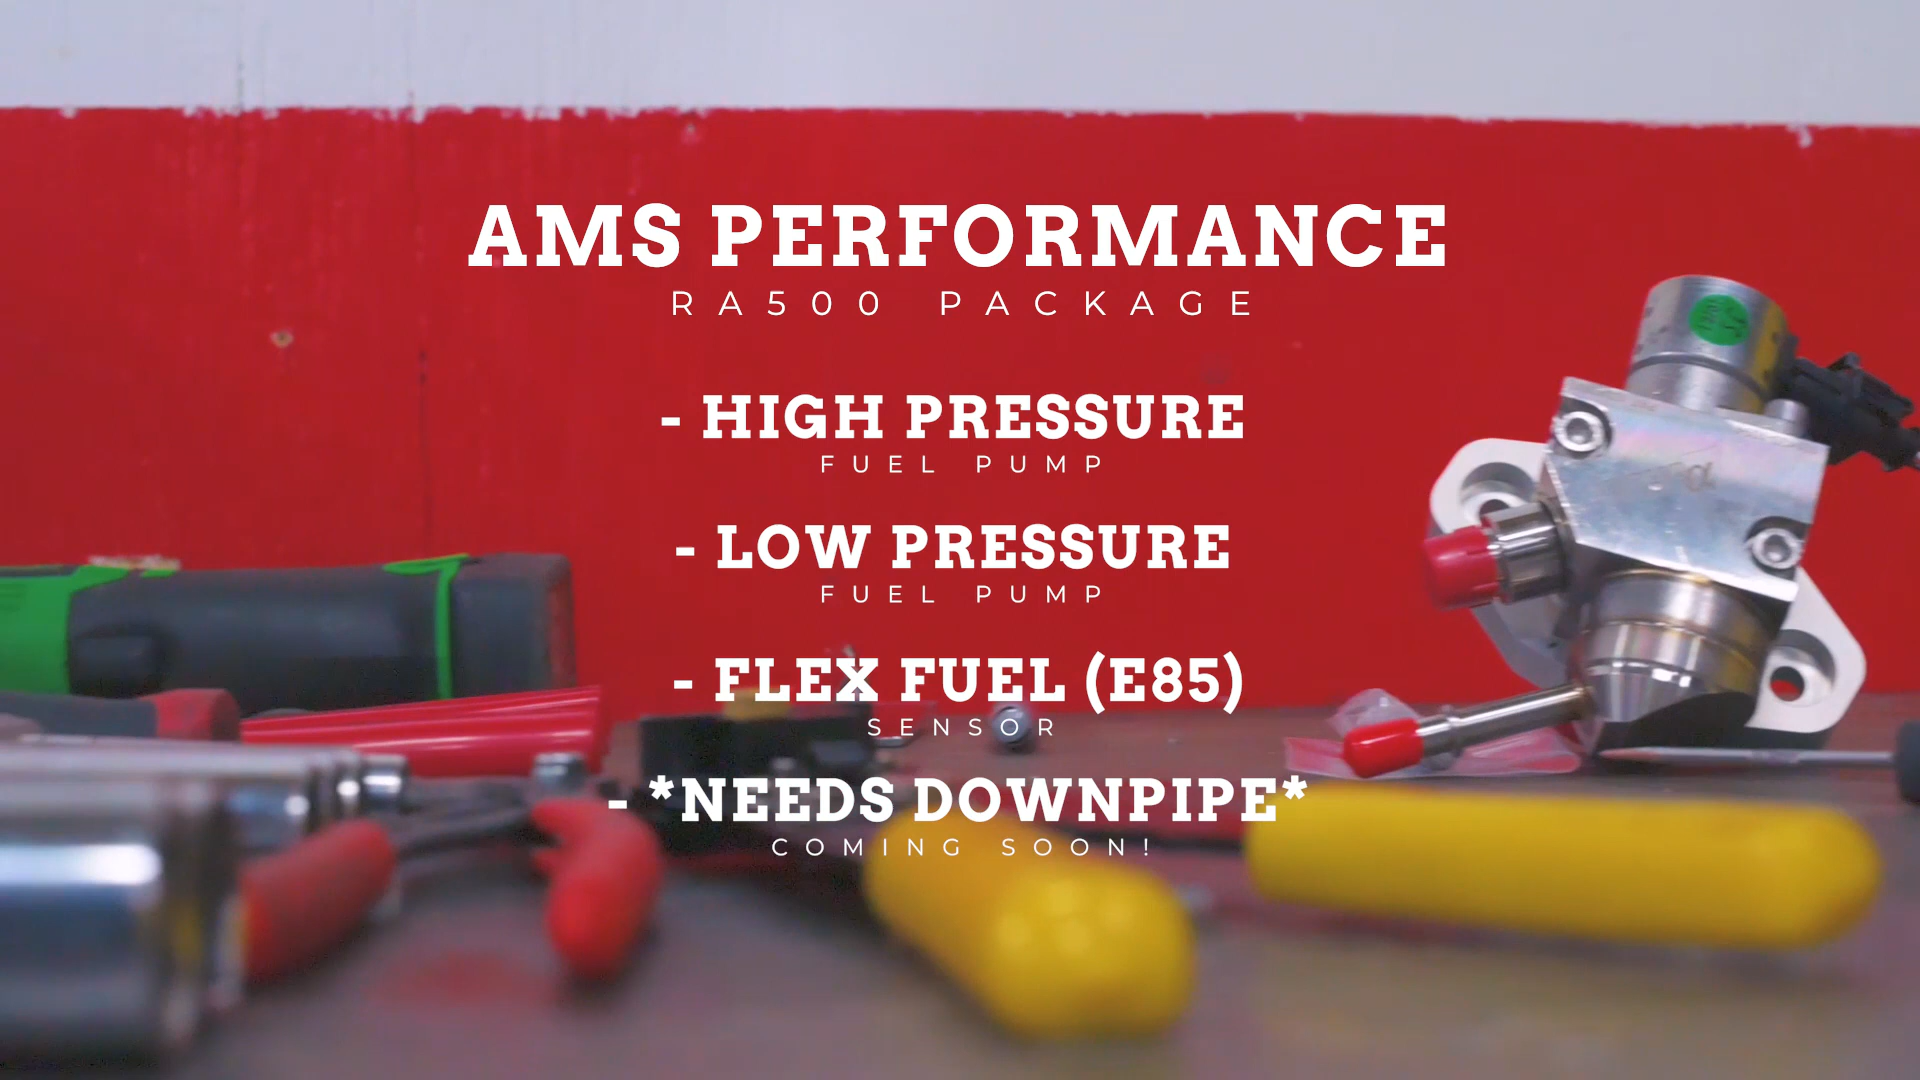 AMS PERFORMANCE
RA500 PACKAGE
- HIGH PRESSURE
FUEL PUMP
- LOW PRESSURE
FUEL PUMP
- FLEX FUEL (E85)
SENSOR
- *NEEDS DOWNPIPE*
COMING SOON!